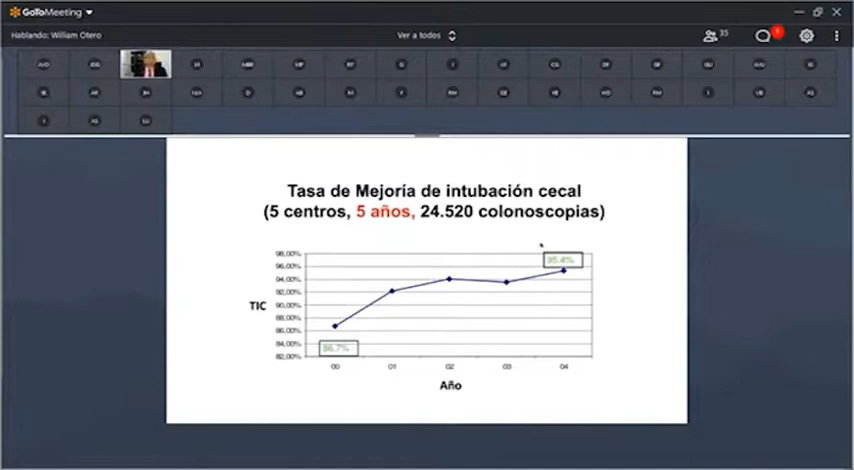 GoToMeeting
Hablando: William Otero
Ver a todos
35
Tasa de Mejoría de intubación cecal
(5 centros, 5 años, 24.520 colonoscopias)
98,00%
96,00%
94,00%
92,00%
90,00%
88,00%
86,00%
84,00%
82,00%
TIC
95.4%
86.7%
00
01
02
03
04
Año